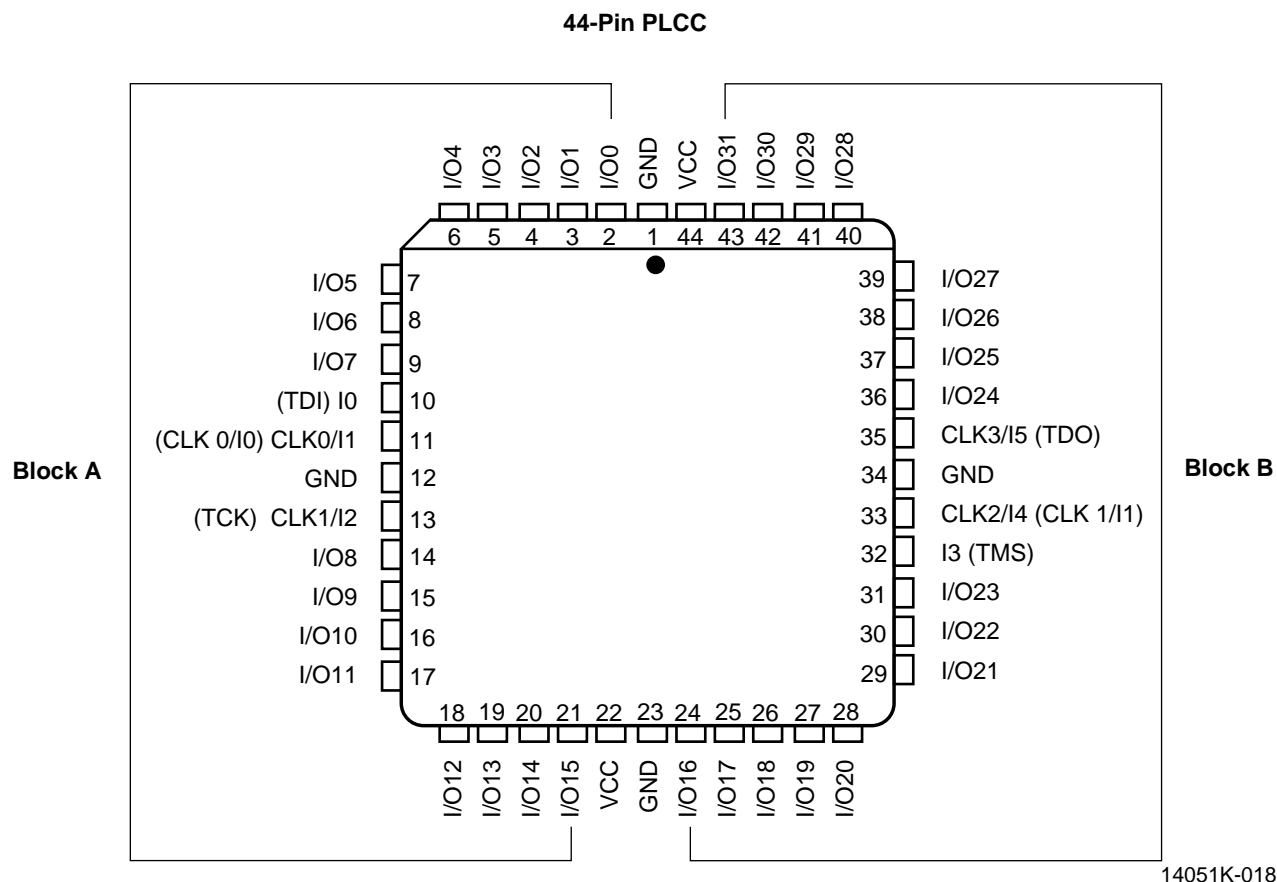 44-Pin PLCC
I/O4
I/O3
I/O2
I/O1
I/O0
GND
VCC
I/O31
I/O30
I/O29
I/O28
6 5 4 3 2 1 44 43 42 41 40
I/O5 7
I/O6 8
I/O7 9
(TDI) I0 10
(CLK 0/I0) CLK0/I1 11
GND 12
(TCK) CLK1/I2 13
I/O8 14
I/O9 15
I/O10 16
I/O11 17
39 I/O27
38 I/O26
37 I/O25
36 I/O24
35 CLK3/I5 (TDO)
34 GND
33 CLK2/I4 (CLK 1/I1)
32 I3 (TMS)
31 I/O23
30 I/O22
29 I/O21
Block A
Block B
18 19 20 21 22 23 24 25 26 27 28
I/O12
I/O13
I/O14
I/O15
VCC
GND
I/O16
I/O17
I/O18
I/O19
I/O20
14051K-018